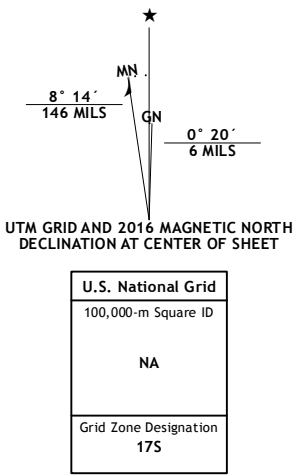 ★
MN
8° 14´
146 MILS
GN
0° 20´
6 MILS
UTM GRID AND 2016 MAGNETIC NORTH
DECLINATION AT CENTER OF SHEET
U.S. National Grid
100,000-m Square ID
NA
Grid Zone Designation
17S